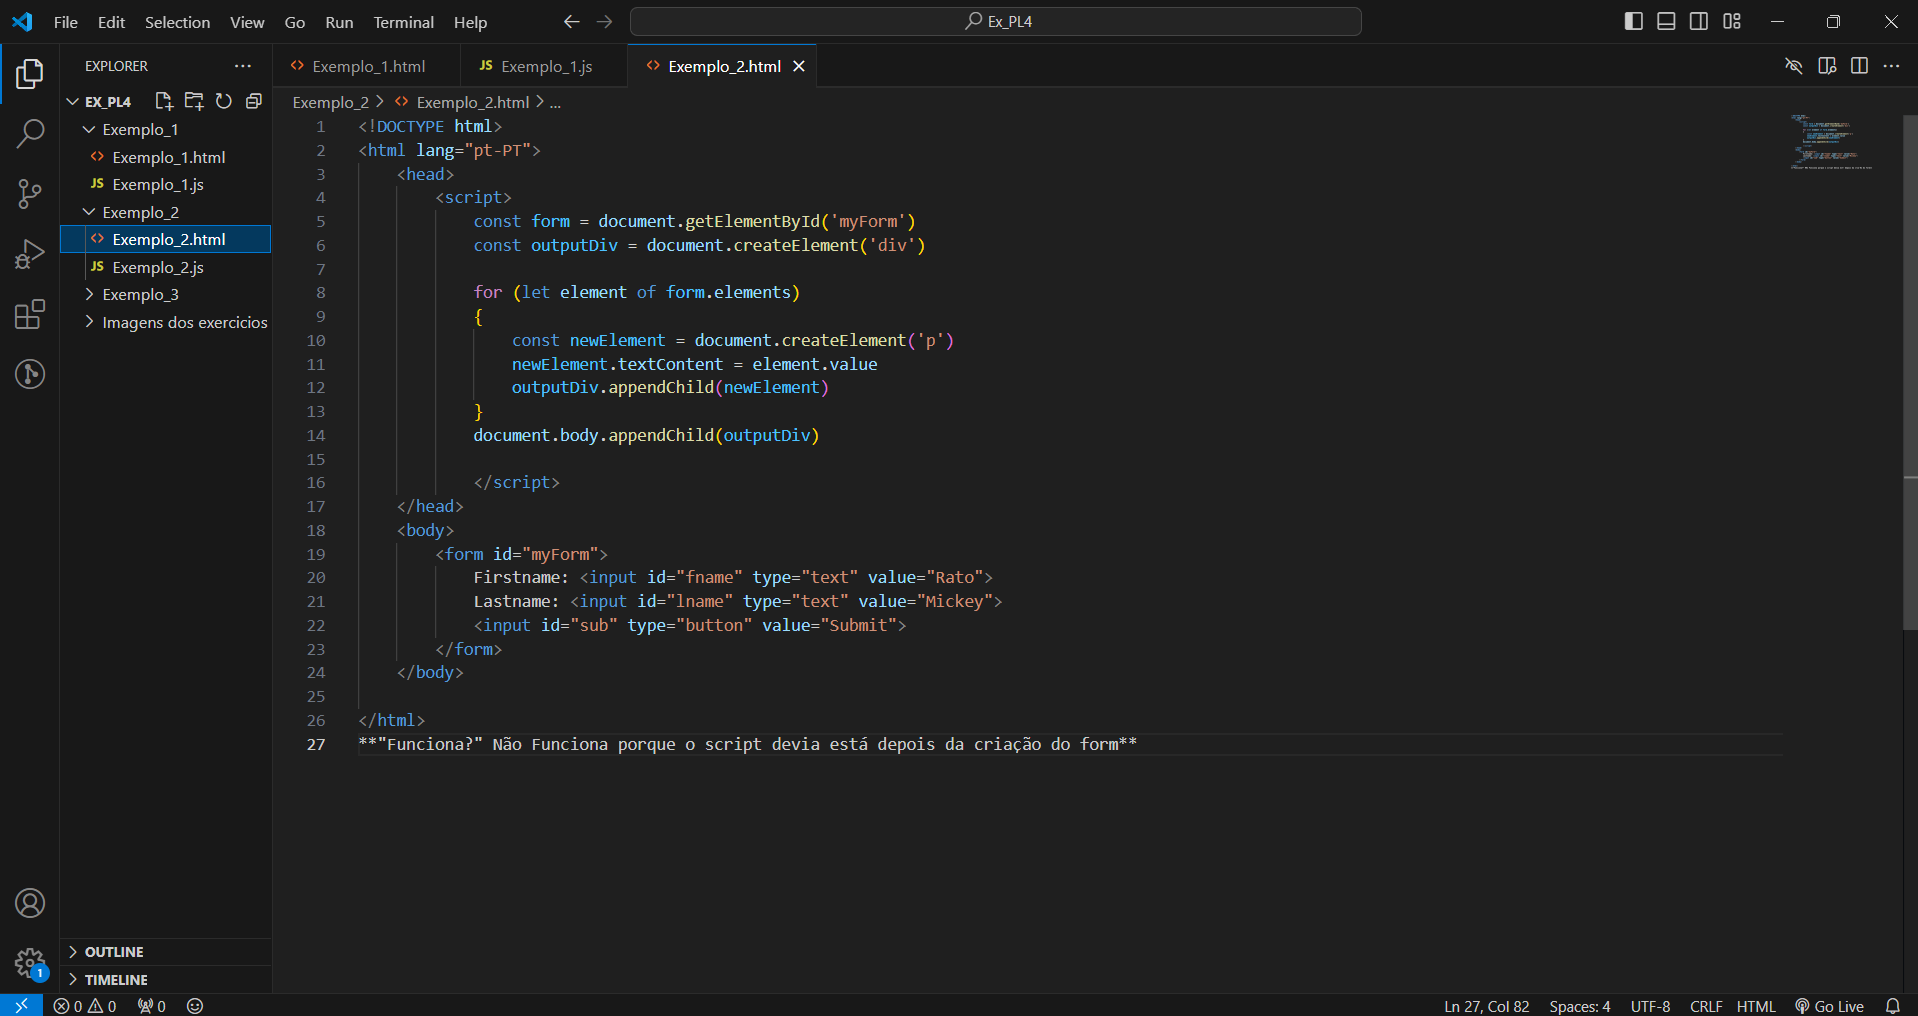 File Edit Selection View Go Run Terminal Help
Ex_PL4
EXPLORER
Exemplo_1.html
JS Exemplo_1.js
Exemplo_2.html
EX_PL4
Exemplo_1
Exemplo_1.html
JS Exemplo_1.js
Exemplo_2
Exemplo_2.html
JS Exemplo_2.js
Exemplo_3
Imagens dos exercicios
OUTLINE
TIMELINE
Exemplo_2 > Exemplo_2.html > ...
1 <!DOCTYPE html>
2 <html lang="pt-PT">
3 <head>
4 <script>
5 const form = document.getElementById('myForm')
6 const outputDiv = document.createElement('div')
7
8 for (let element of form.elements)
9 {
10 const newElement = document.createElement('p')
11 newElement.textContent = element.value
12 outputDiv.appendChild(newElement)
13 }
14 document.body.appendChild(outputDiv)
15
16 </script>
17 </head>
18 <body>
19 <form id="myForm">
20 Firstname: <input id="fname" type="text" value="Rato">
21 Lastname: <input id="lname" type="text" value="Mickey">
22 <input id="sub" type="button" value="Submit">
23 </form>
24 </body>
25
26 </html>
27 **"Funciona?" Não Funciona porque o script devia está depois da criação do form**
1
0 0 0
Ln 27, Col 82 Spaces: 4 UTF-8 CRLF HTML Go Live